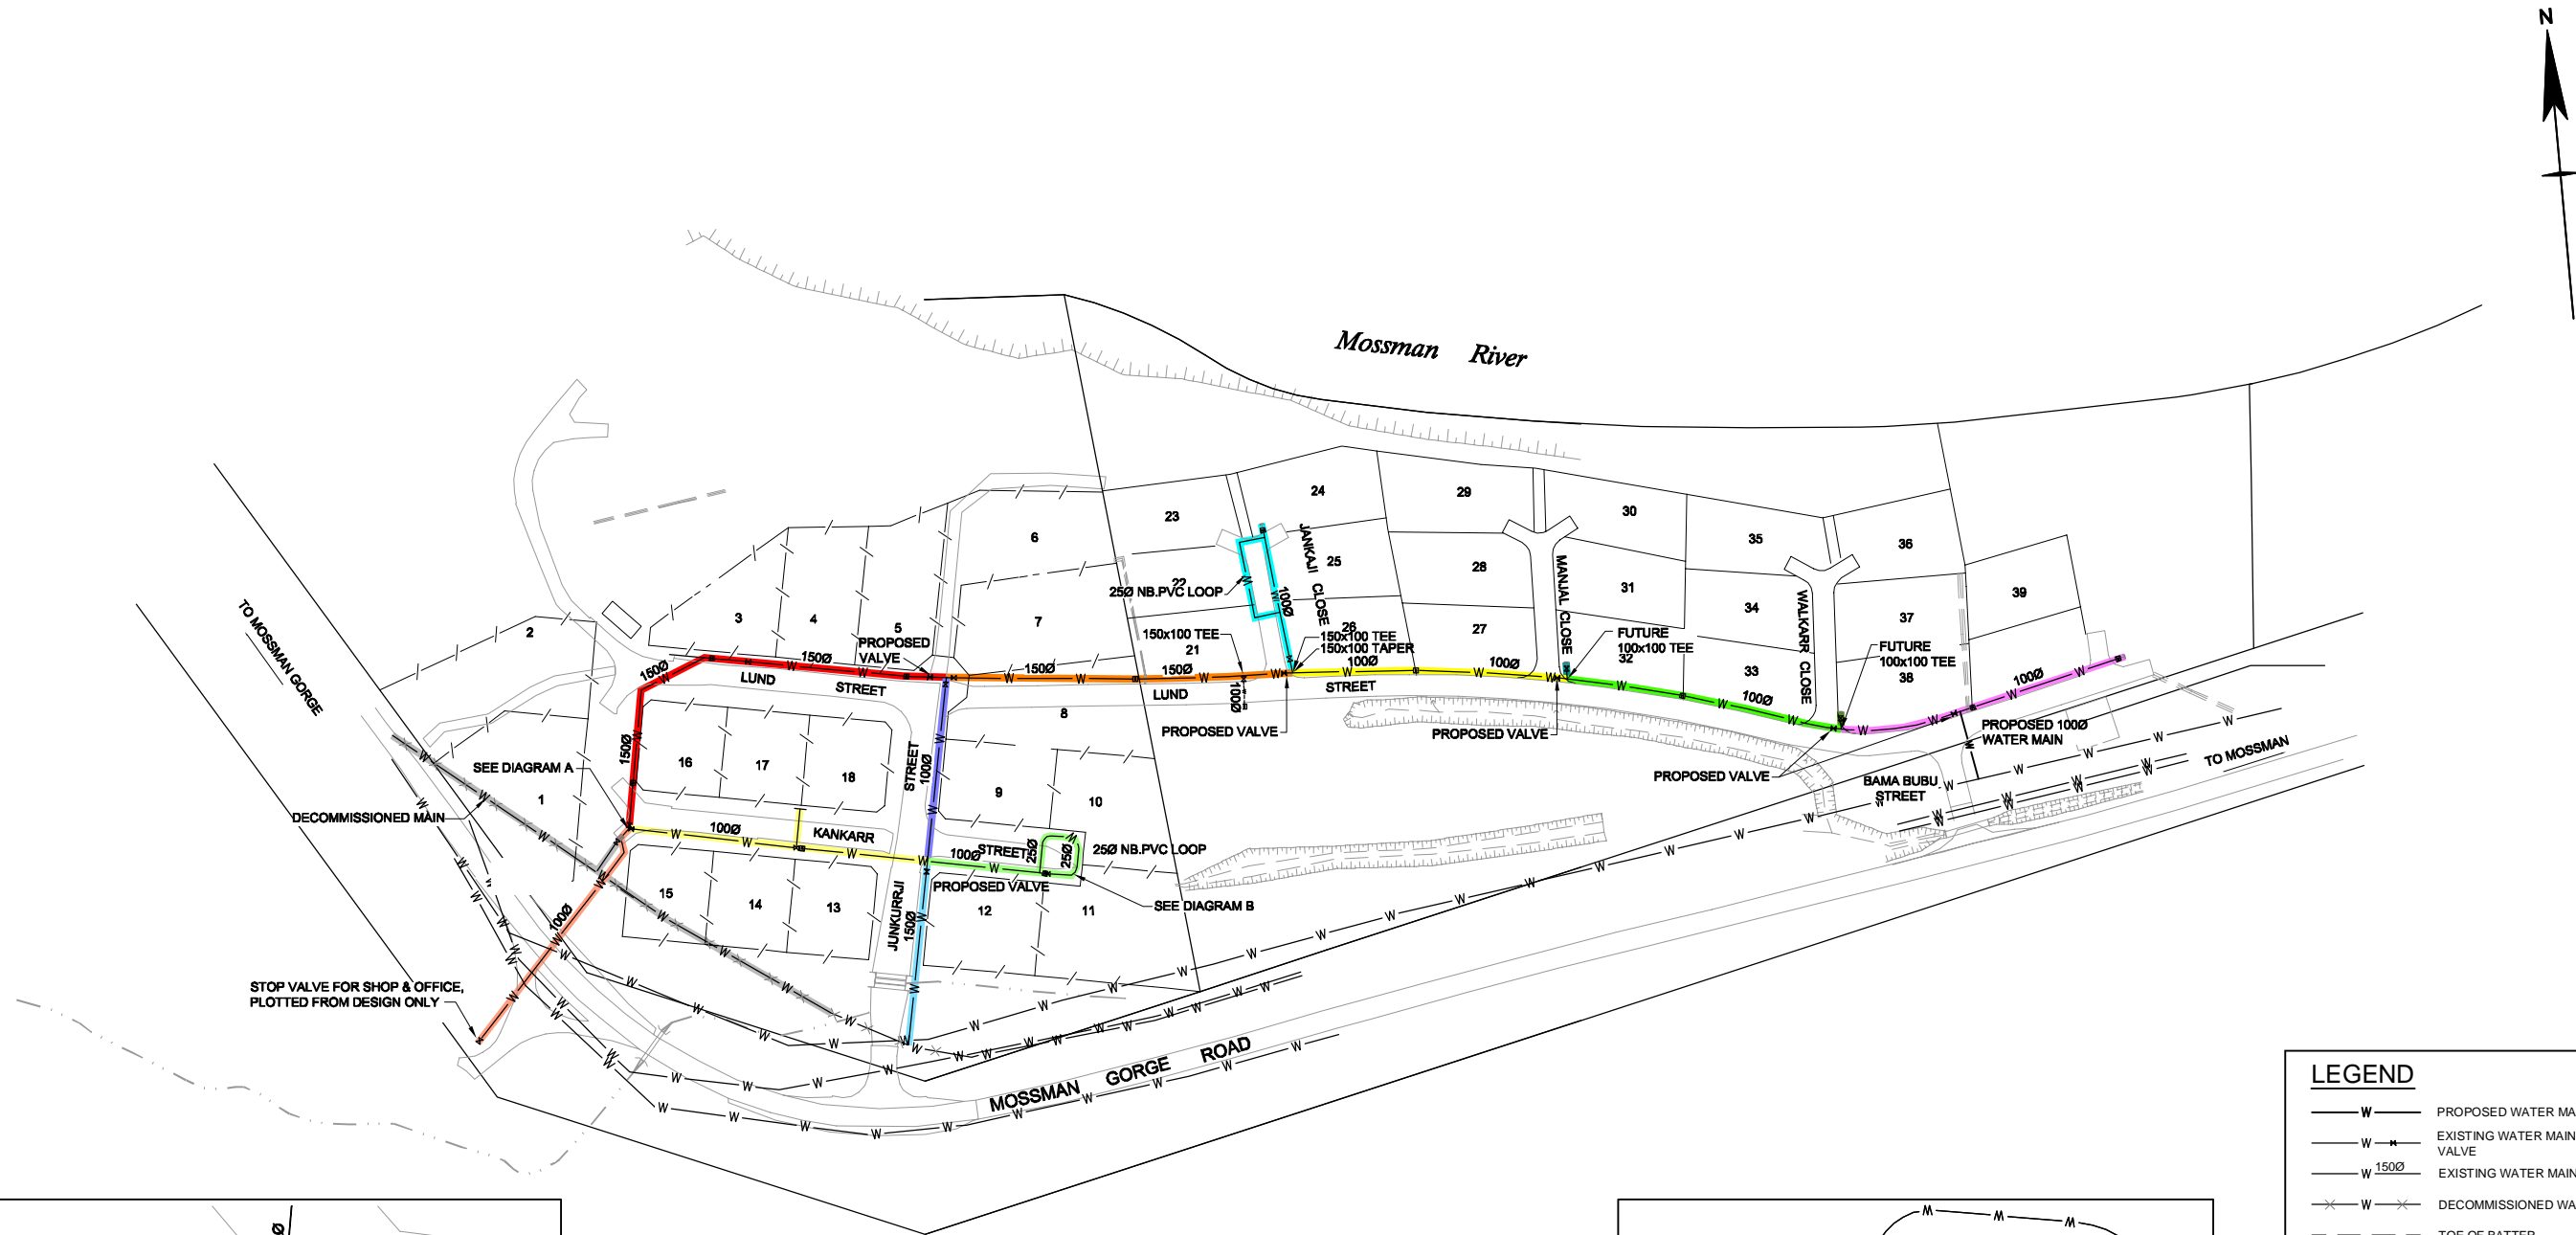 N
Mossman River
TO MOSSMAN GORGE
2
3
4
5
6
7
23
22
24
25
26
21
29
28
27
30
31
32
35
34
33
36
37
38
39
25Ø NB.PVC LOOP
100Ø
JANKAJI CLOSE
MANJAL CLOSE
WALKARR CLOSE
PROPOSED
VALVE
150x100 TEE
150x100 TEE
150x100 TAPER
FUTURE
100x100 TEE
FUTURE
100x100 TEE
150Ø
150Ø
150Ø
150Ø
100Ø
100Ø
100Ø
100Ø
LUND STREET
LUND STREET
100Ø
8
PROPOSED VALVE
PROPOSED VALVE
PROPOSED VALVE
PROPOSED 100Ø
WATER MAIN
BAMA BUBU
STREET
TO MOSSMAN
150Ø
SEE DIAGRAM A
16
17
18
STREET
100Ø
9
10
1
DECOMMISSIONED MAIN
100Ø
KANKARR
100Ø
STREET
25Ø
25Ø
25Ø NB.PVC LOOP
PROPOSED VALVE
SEE DIAGRAM B
15
14
13
JUNKURRJI
150Ø
12
11
100Ø
STOP VALVE FOR SHOP & OFFICE,
PLOTTED FROM DESIGN ONLY
MOSSMAN GORGE ROAD
LEGEND
W PROPOSED WATER MA
W EXISTING WATER MAIN
VALVE
W 150Ø EXISTING WATER MAIN
W DECOMMISSIONED WA
TOE OF BATTER
Ø
W W W